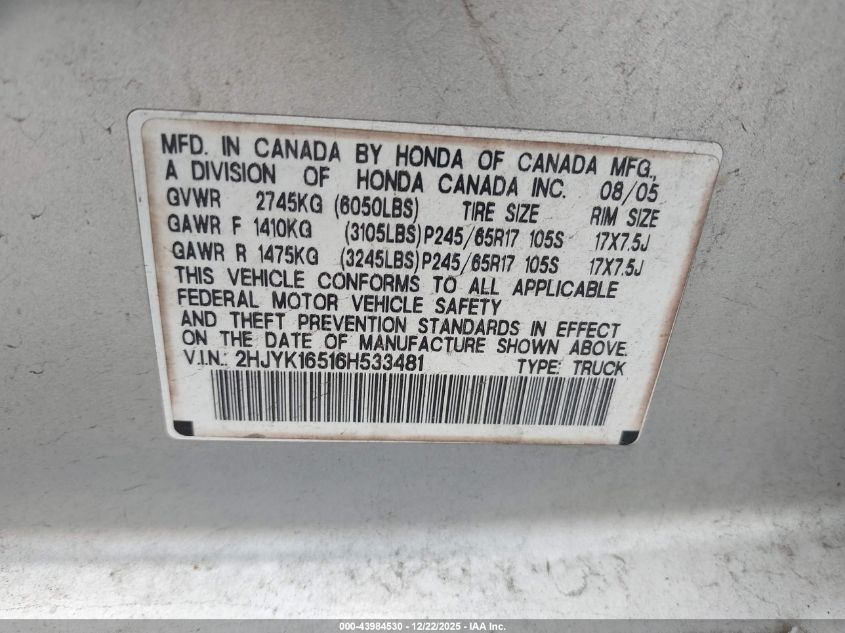 MFD. IN CANADA BY HONDA OF CANADA MFG.,
A DIVISION OF HONDA CANADA INC. 08/05
GVWR 2745KG (6050LBS) TIRE SIZE RIM SIZE
GAWR F 1410KG (3105LBS) P245/65R17 105S 17X7.5J
GAWR R 1475KG (3245LBS) P245/65R17 105S 17X7.5J
THIS VEHICLE CONFORMS TO ALL APPLICABLE
FEDERAL MOTOR VEHICLE SAFETY
AND THEFT PREVENTION STANDARDS IN EFFECT
ON THE DATE OF MANUFACTURE SHOWN ABOVE.
V.I.N.: 2HJYK16516H533481 TYPE: TRUCK
000-43984530 - 12/22/2025 - IAA Inc.